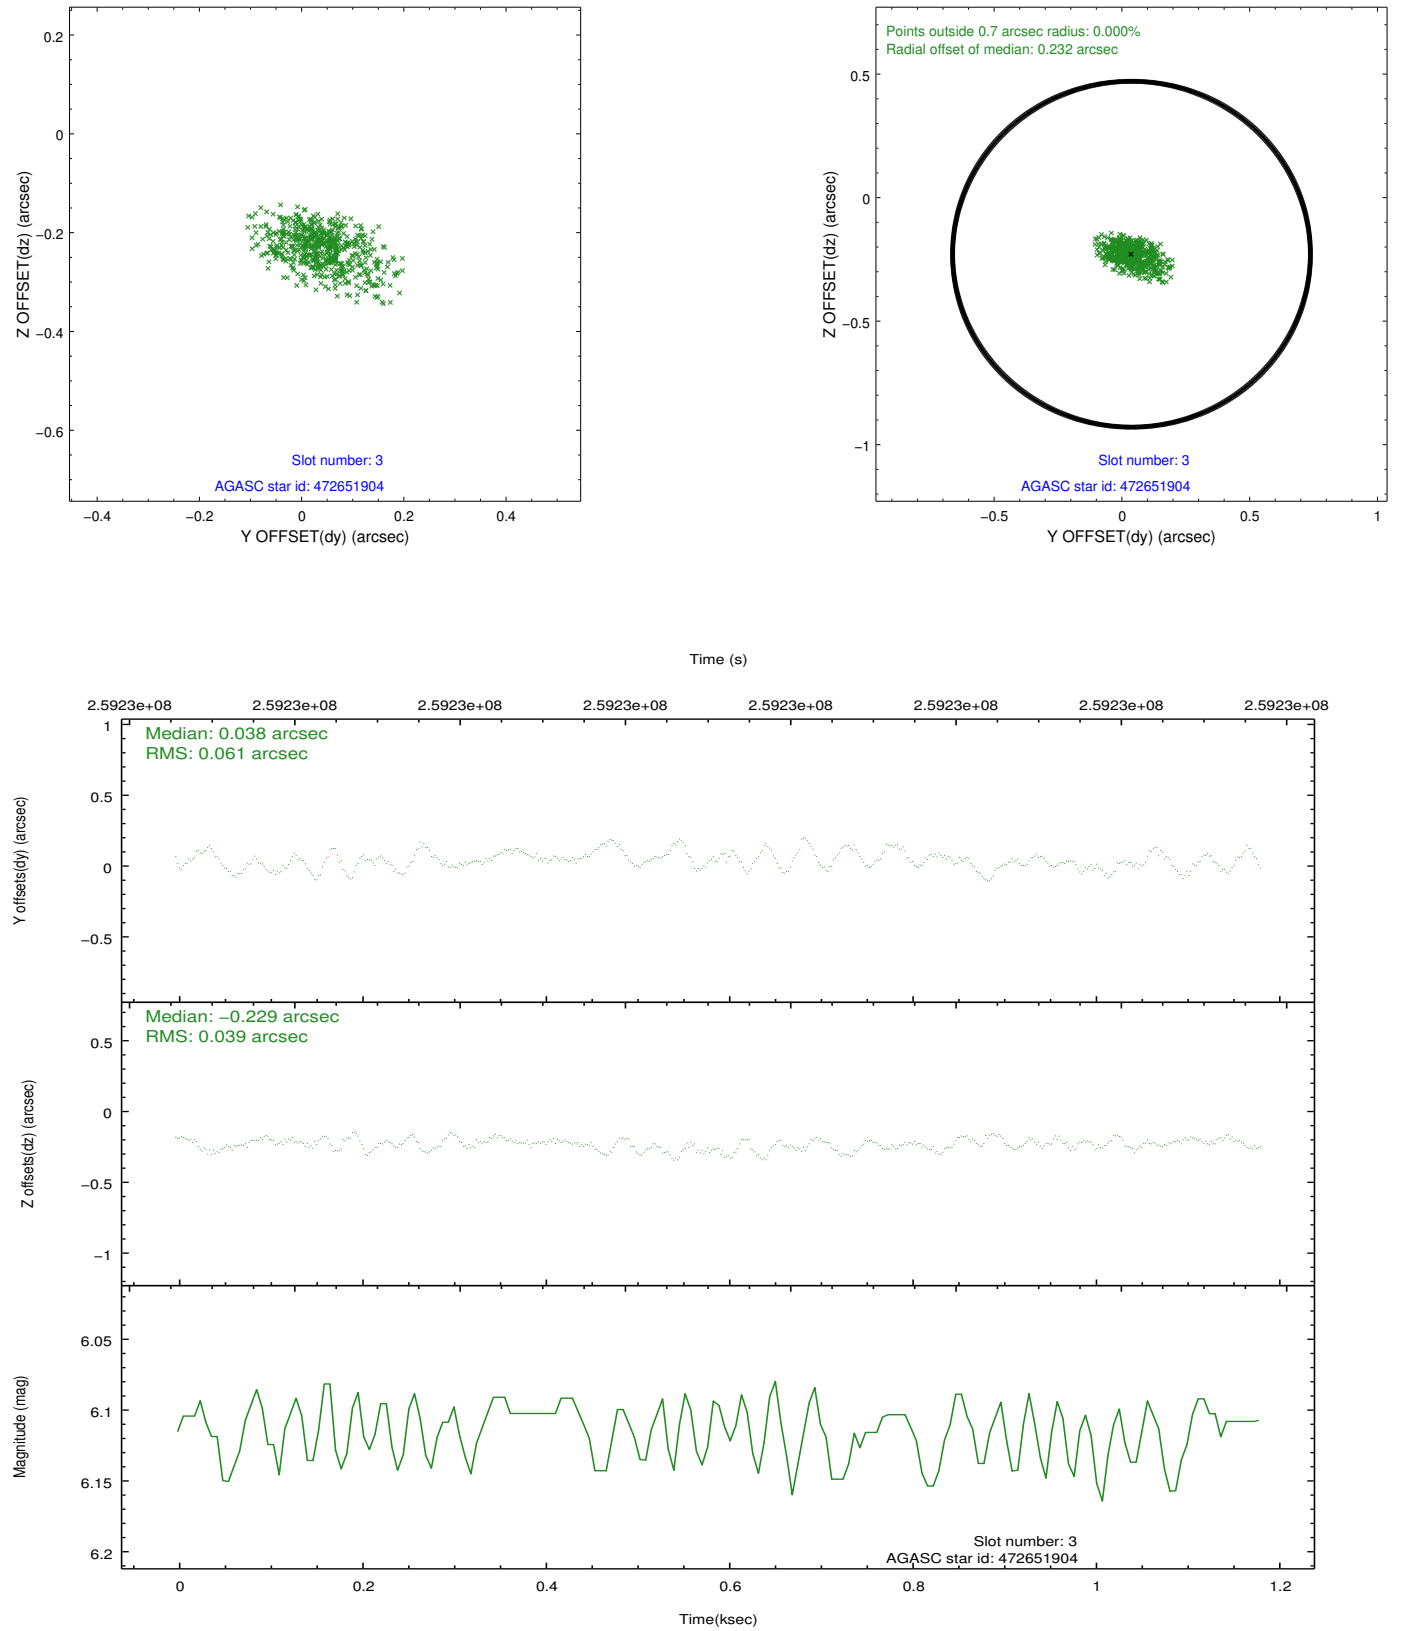 0.2
0
−0.2
−0.4
−0.6
Z OFFSET(dz) (arcsec)
Slot number: 3
AGASC star id: 472651904
−0.4 −0.2 0 0.2 0.4
Y OFFSET(dy) (arcsec)
Points outside 0.7 arcsec radius: 0.000%
Radial offset of median: 0.232 arcsec
0.5
0
−0.5
−1
Z OFFSET(dz) (arcsec)
Slot number: 3
AGASC star id: 472651904
−0.5 0 0.5 1
Y OFFSET(dy) (arcsec)
Time (s)
2.5923e+08 2.5923e+08 2.5923e+08 2.5923e+08 2.5923e+08 2.5923e+08 2.5923e+08 2.5923e+08
Median: 0.038 arcsec
RMS: 0.061 arcsec
1
0.5
0
−0.5
Y offsets(dy) (arcsec)
Median: −0.229 arcsec
RMS: 0.039 arcsec
0.5
0
−0.5
−1
Z offsets(dz) (arcsec)
6.05
6.1
6.15
6.2
Magnitude (mag)
Slot number: 3
AGASC star id: 472651904
0 0.2 0.4 0.6 0.8 1 1.2
Time(ksec)